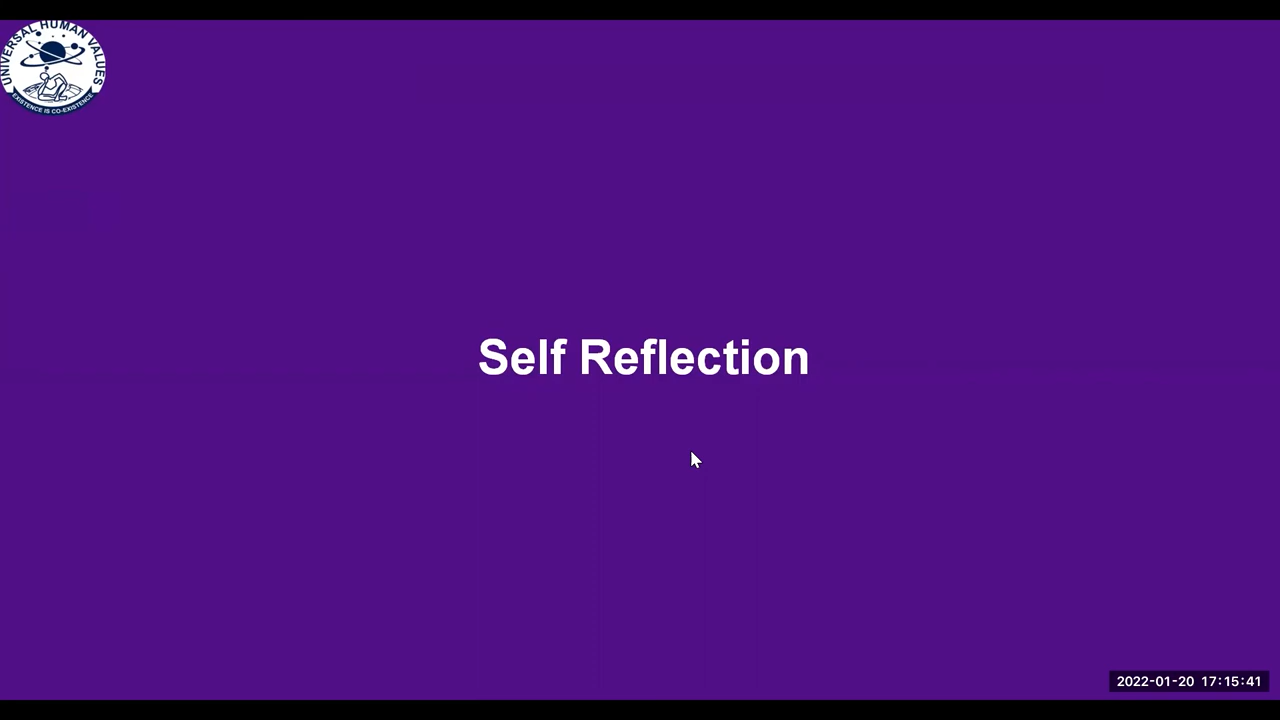 UNIVERSAL HUMAN VALUES
EXISTENCE IS CO-EXISTENCE
Self Reflection
2022-01-20 17:15:41